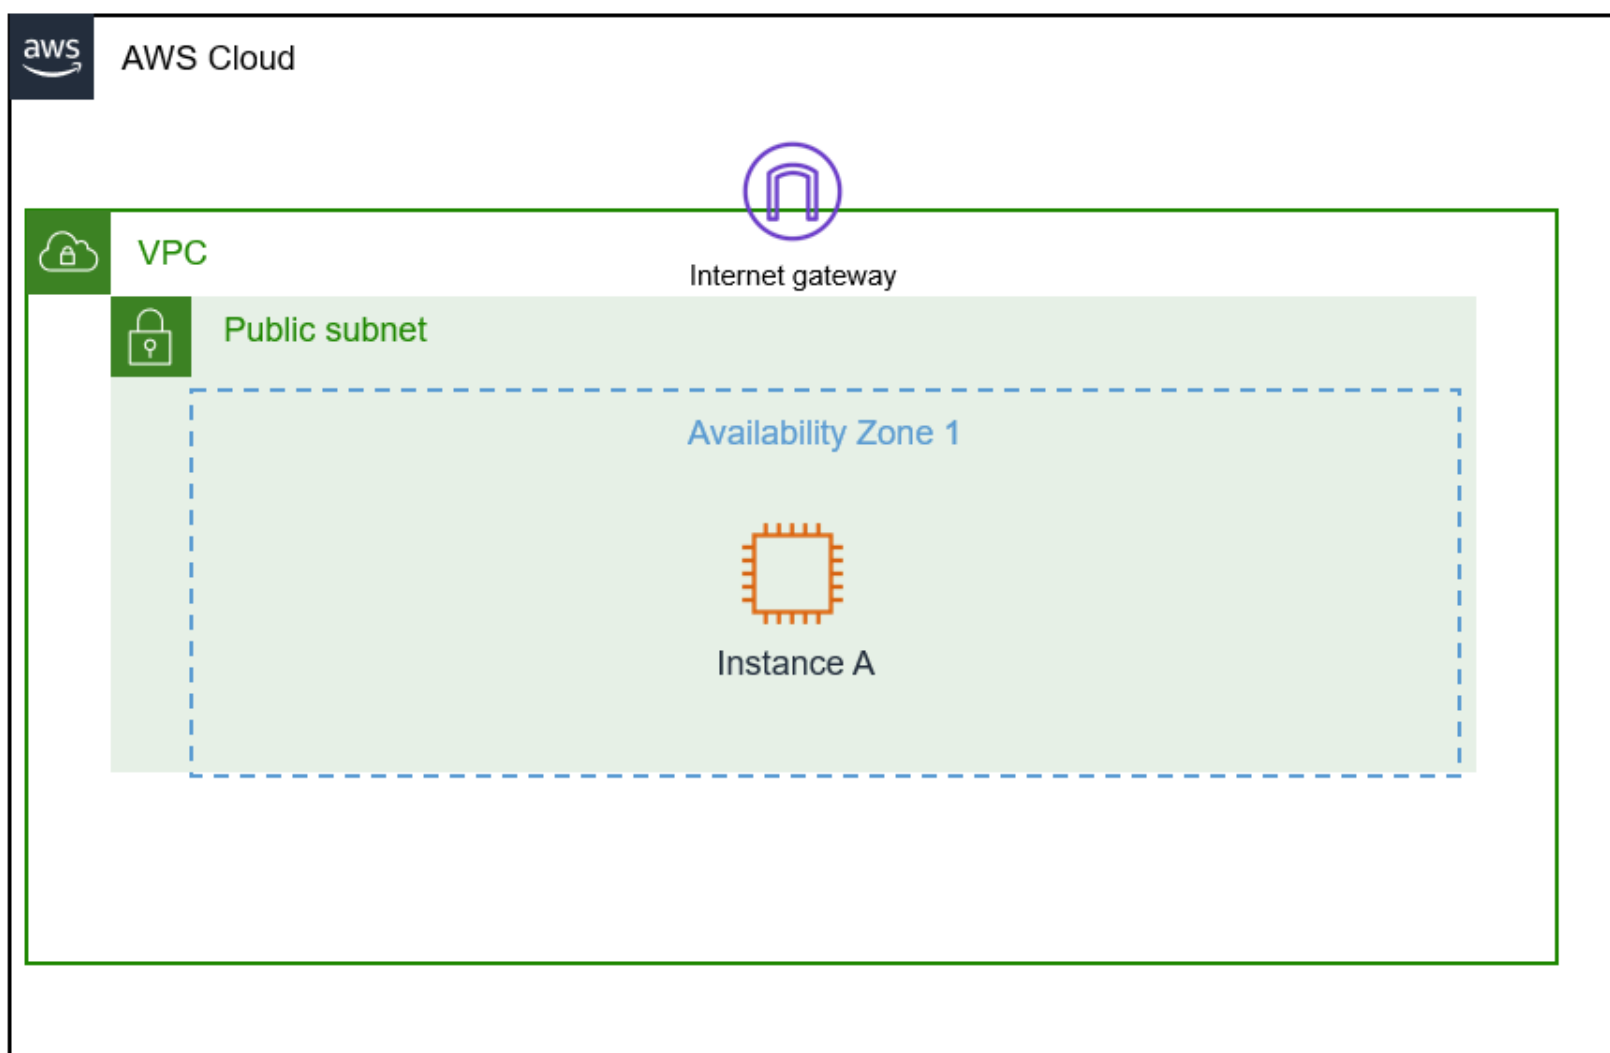 aws
AWS Cloud
VPC
Internet gateway
Public subnet
Availability Zone 1
Instance A